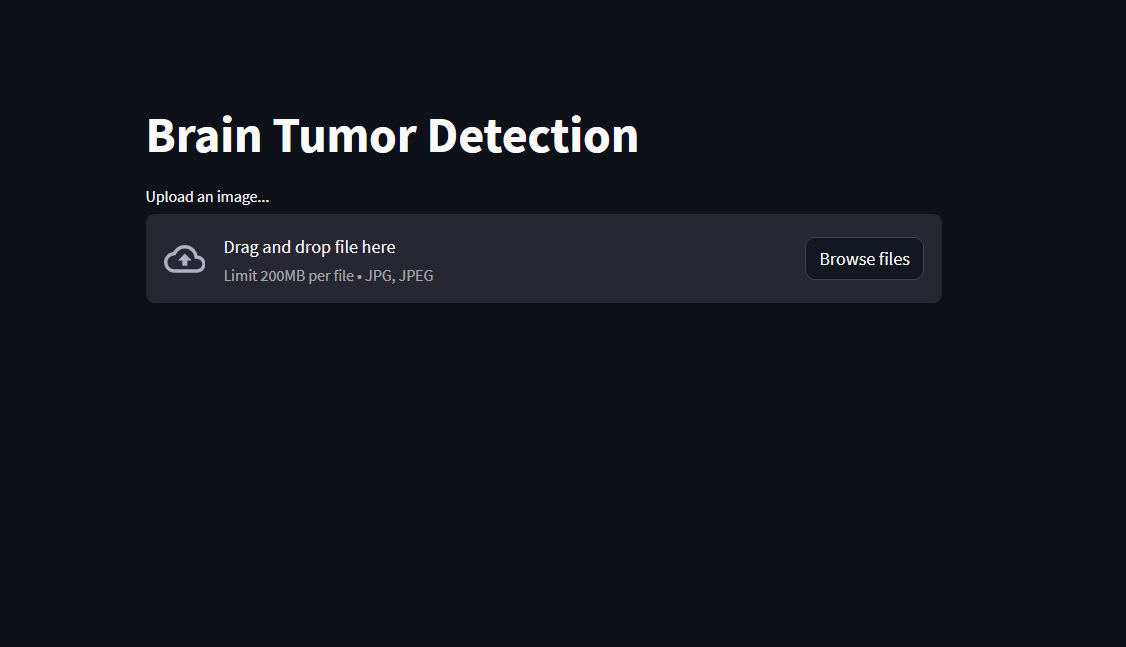 Brain Tumor Detection
Upload an image...
Drag and drop file here
Limit 200MB per file • JPG, JPEG
Browse files